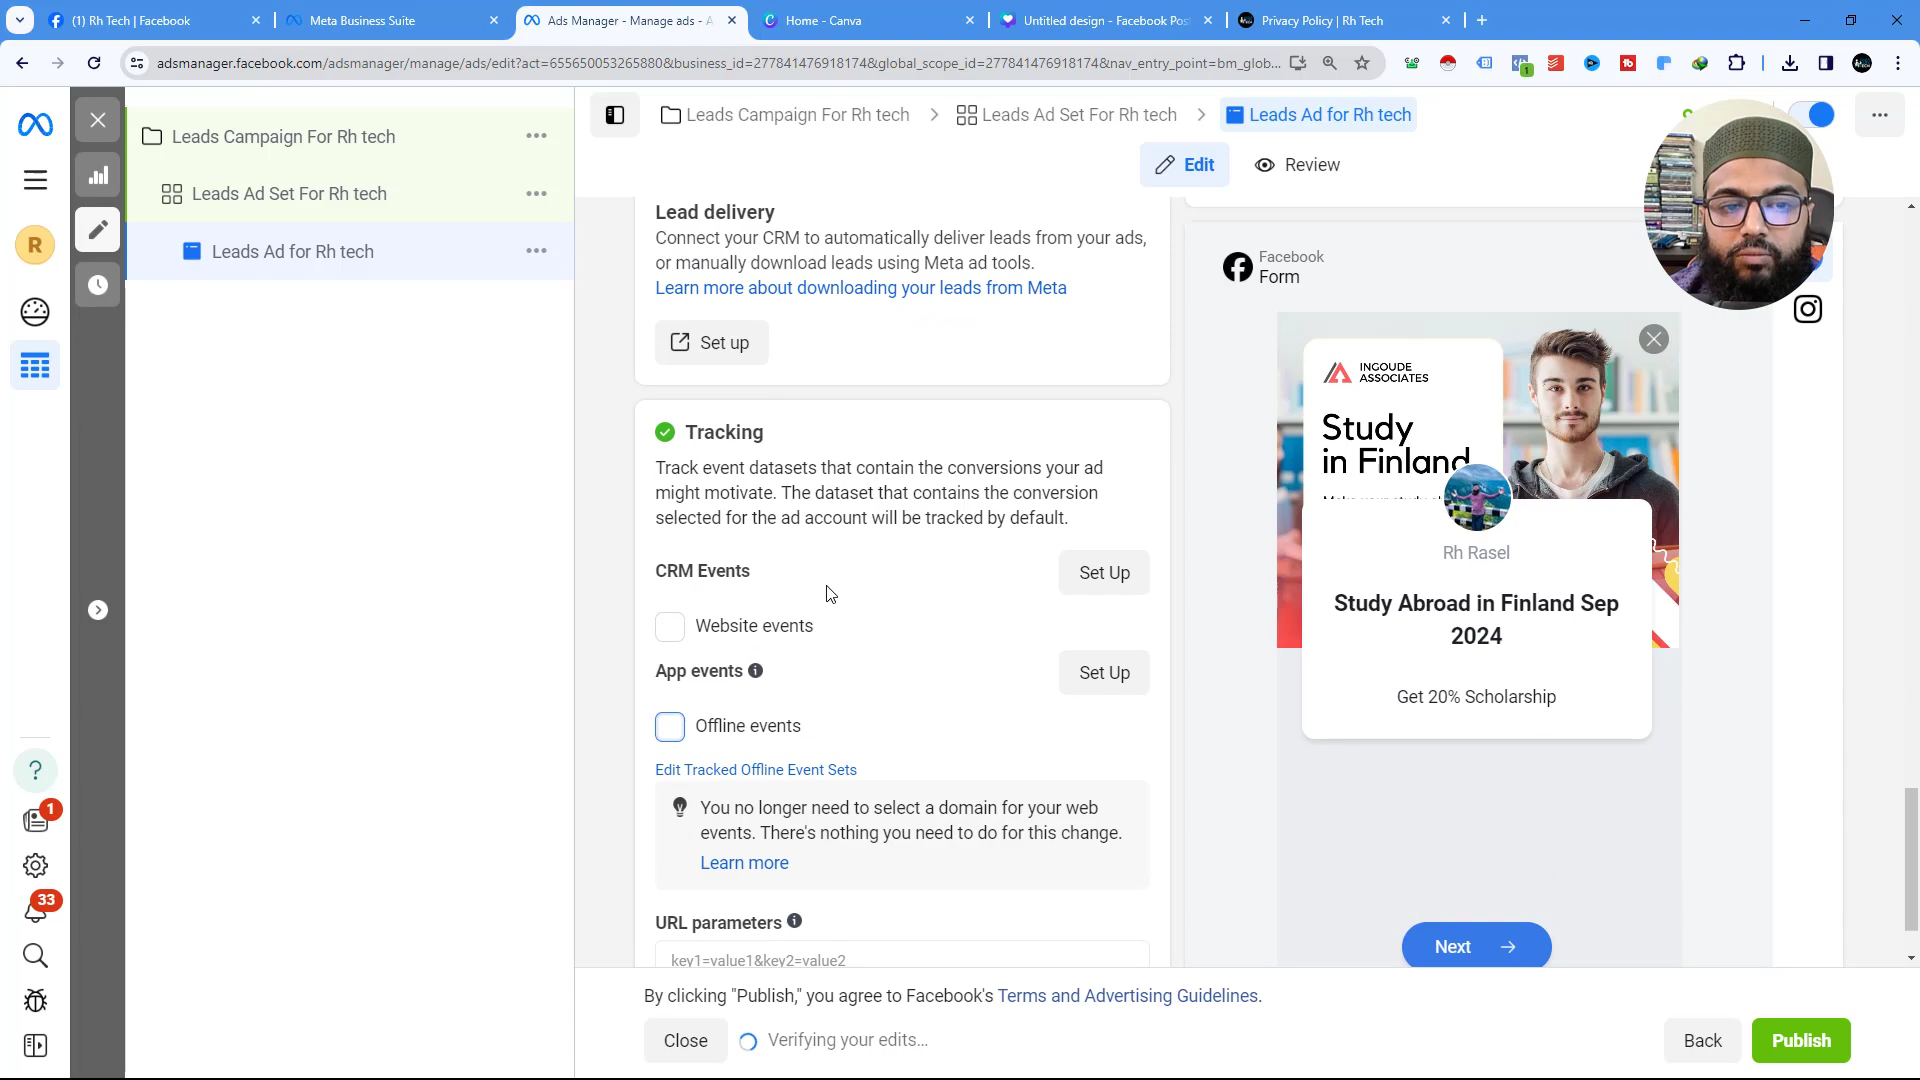 (1) Rh Tech | Facebook
Meta Business Suite
Ads Manager - Manage ads - A
Home - Canva
Untitled design - Facebook Pos
Privacy Policy | Rh Tech
adsmanager.facebook.com/adsmanager/manage/ads/edit?act=655650053265880&business_id=277841476918174&global_scope_id=277841476918174&nav_entry_point=bm_glob...
Leads Campaign For Rh tech
Leads Ad Set For Rh tech
Leads Ad for Rh tech
Leads Campaign For Rh tech
Leads Ad Set For Rh tech
Leads Ad for Rh tech
Edit
Review
R
1
33
Lead delivery
Connect your CRM to automatically deliver leads from your ads,
or manually download leads using Meta ad tools.
Learn more about downloading your leads from Meta
Set up
Tracking
Track event datasets that contain the conversions your ad
might motivate. The dataset that contains the conversion
selected for the ad account will be tracked by default.
CRM Events
Set Up
Website events
App events
Set Up
Offline events
Edit Tracked Offline Event Sets
You no longer need to select a domain for your web
events. There's nothing you need to do for this change.
Learn more
URL parameters
key1=value1&key2=value2
Facebook
Form
INGOUDE
ASSOCIATES
Study
in Finland
Rh Rasel
Study Abroad in Finland Sep
2024
Get 20% Scholarship
Next
By clicking "Publish," you agree to Facebook's Terms and Advertising Guidelines.
Close
Verifying your edits...
Back
Publish